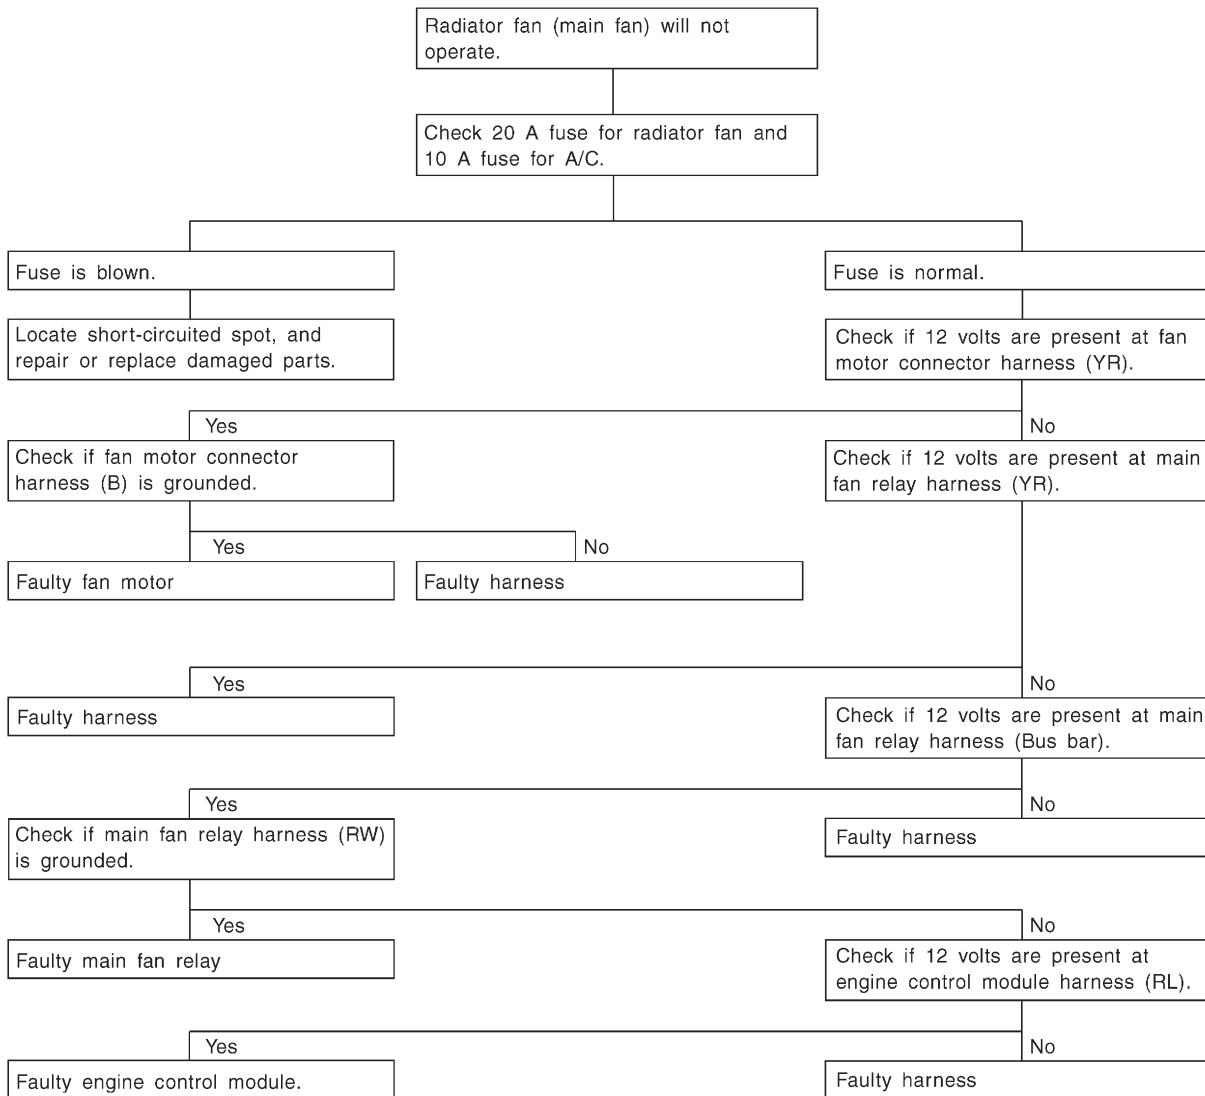 Radiator fan (main fan) will not
operate.
Check 20 A fuse for radiator fan and
10 A fuse for A/C.
Fuse is blown.
Fuse is normal.
Locate short-circuited spot, and
repair or replace damaged parts.
Check if 12 volts are present at fan
motor connector harness (YR).
Yes
No
Check if fan motor connector
harness (B) is grounded.
Check if 12 volts are present at main
fan relay harness (YR).
Yes
No
Faulty fan motor
Faulty harness
Yes
No
Faulty harness
Check if 12 volts are present at main
fan relay harness (Bus bar).
Yes
No
Check if main fan relay harness (RW)
is grounded.
Faulty harness
Yes
No
Faulty main fan relay
Check if 12 volts are present at
engine control module harness (RL).
Yes
No
Faulty engine control module.
Faulty harness